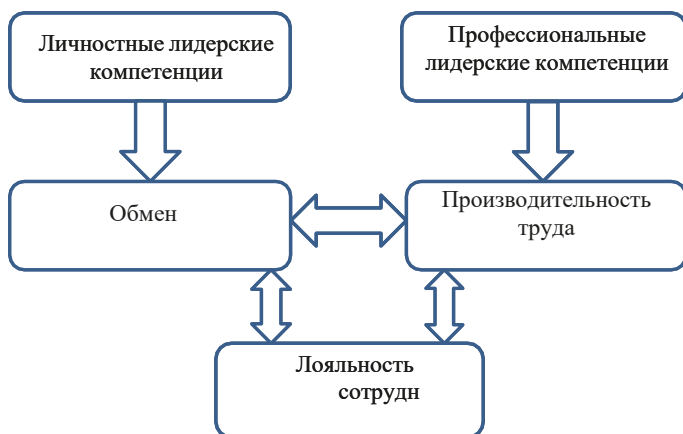 Личностные лидерские
компетенции
Профессиональные
лидерские компетенции
Обмен
Производительность
труда
Лояльность
сотрудн